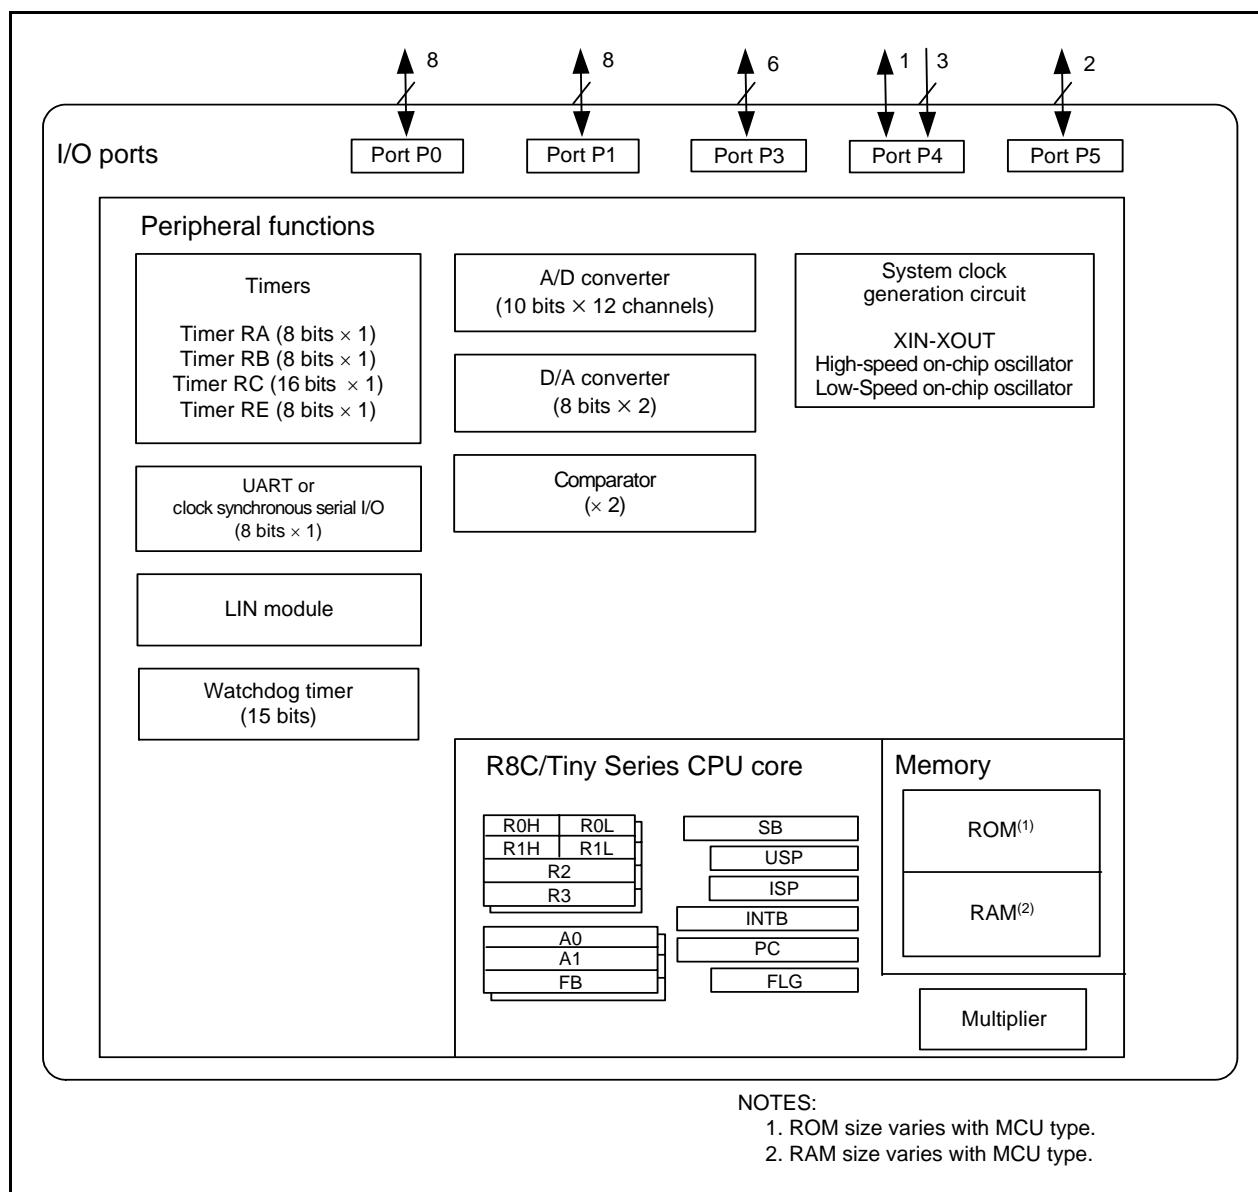 8 8 6 1 3 2
I/O ports
Port P0 Port P1 Port P3 Port P4 Port P5
Peripheral functions
Timers
Timer RA (8 bits × 1)
Timer RB (8 bits × 1)
Timer RC (16 bits × 1)
Timer RE (8 bits × 1)
A/D converter
(10 bits × 12 channels)
System clock
generation circuit
XIN-XOUT
High-speed on-chip oscillator
Low-Speed on-chip oscillator
D/A converter
(8 bits × 2)
UART or
clock synchronous serial I/O
(8 bits × 1)
Comparator
(× 2)
LIN module
Watchdog timer
(15 bits)
R8C/Tiny Series CPU core
R0H R0L
R1H R1L
R2
R3
A0
A1
FB
SB
USP
ISP
INTB
PC
FLG
Memory
ROM(1)
RAM(2)
Multiplier
NOTES:
1. ROM size varies with MCU type.
2. RAM size varies with MCU type.